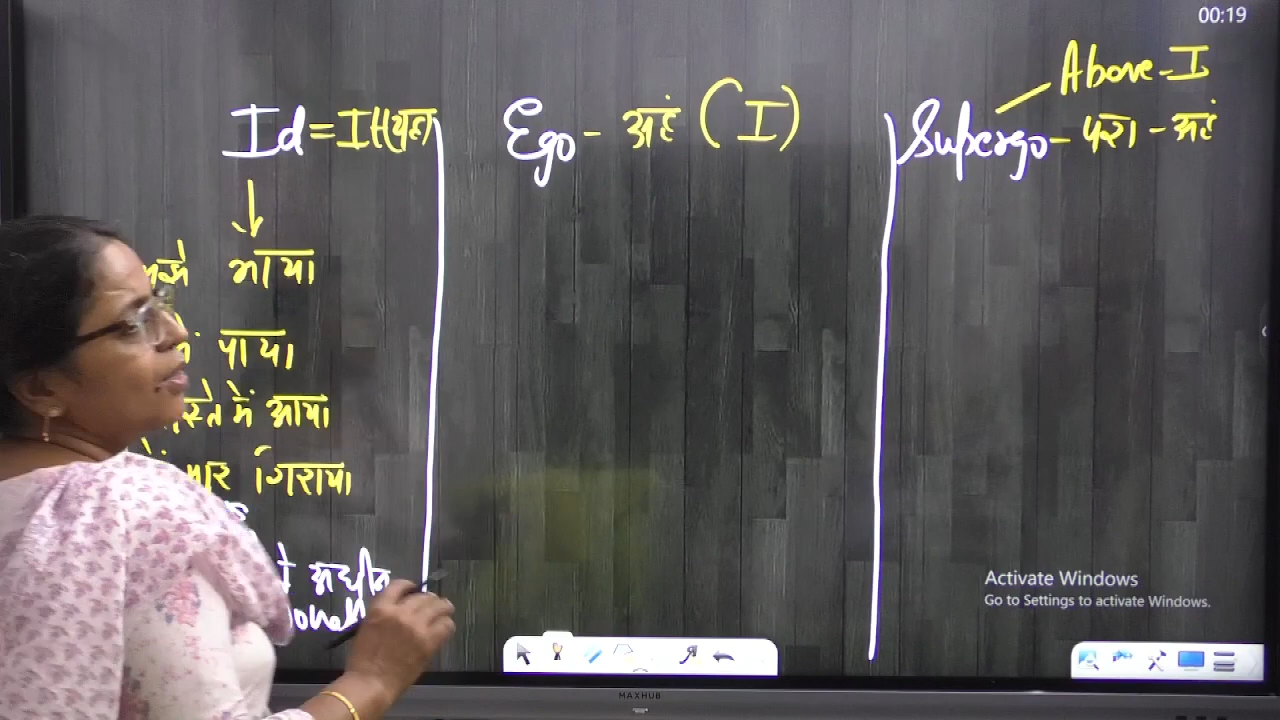 00:19
Above-I
Id = It(यह)
Ego - अहं (I)
Superego - परा - अहं
भाया
पाया
में आया
मार गिराया
अधीन
Activate Windows
Go to Settings to activate Windows.
MAXHUB